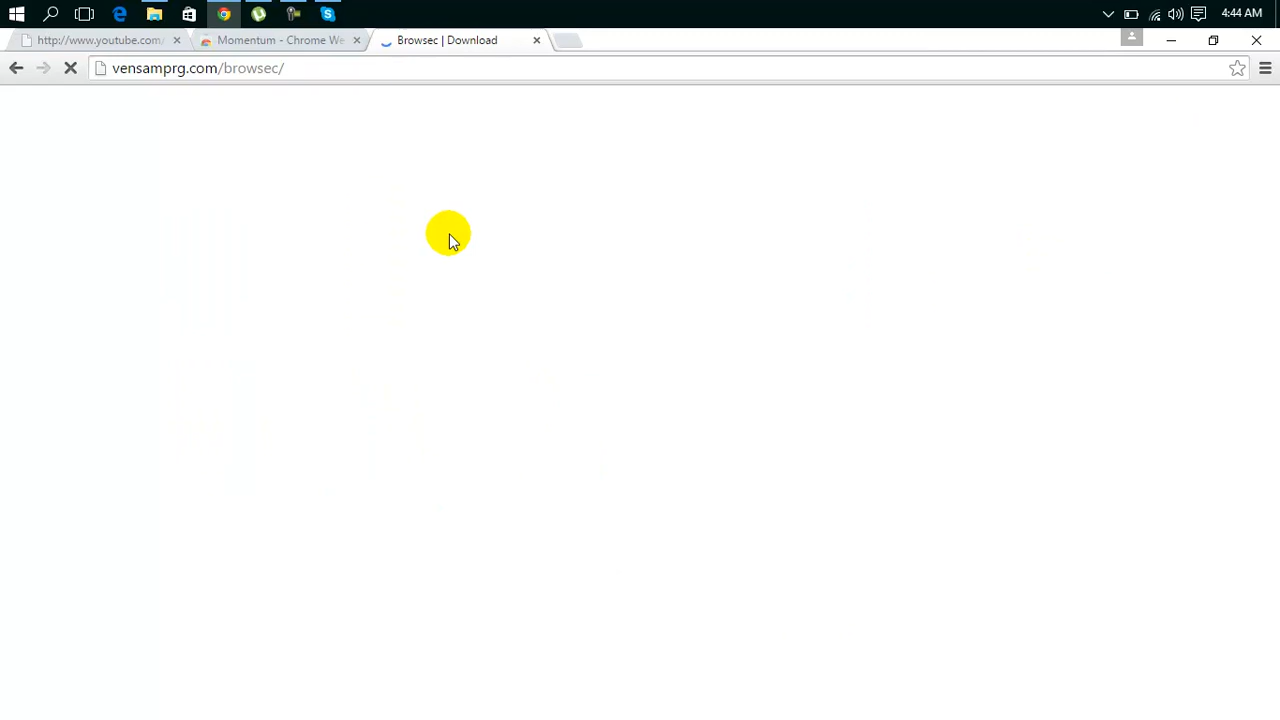 4:44 AM
http://www.youtube.com/
Momentum - Chrome We
Browsec | Download
vensamprg.com/browsec/